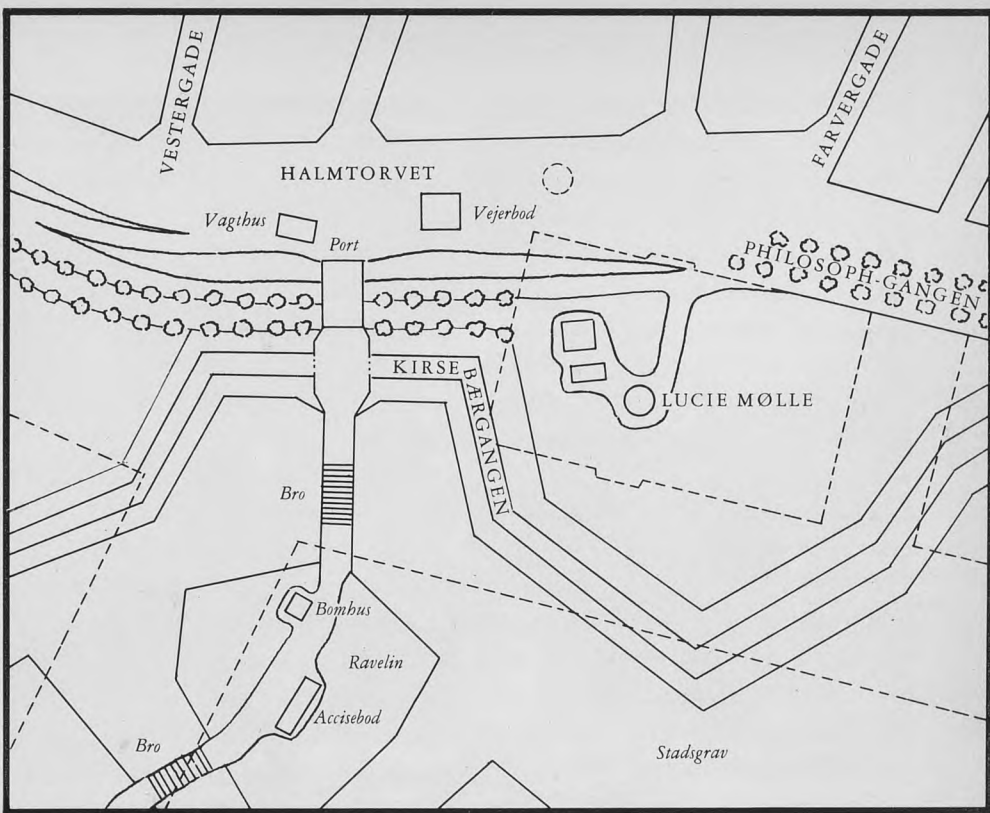 VESTERGADE
FARVERGADE
HALMTORVET
Vagthus
Vejerbod
Port
PHILOSOPH-GANGEN
KIRSE
BÆRGANGEN
LUCIE MØLLE
Bro
Bomhus
Ravelin
Accisebod
Bro
Stadsgrav